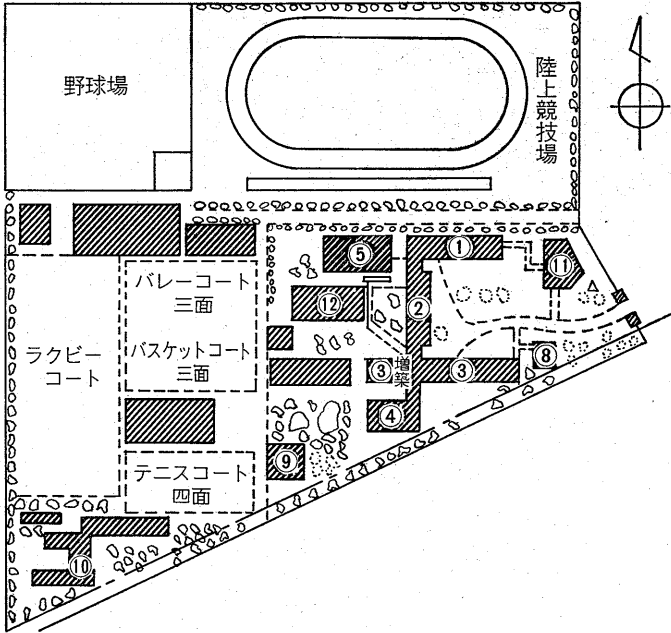 野球場
陸上競技場
バレーコート
三面
バスケットコート
三面
ラクビー
コート
テニスコート
四面
⑤
①
⑪
②
⑫
③
増築
③
⑧
④
⑨
⑩